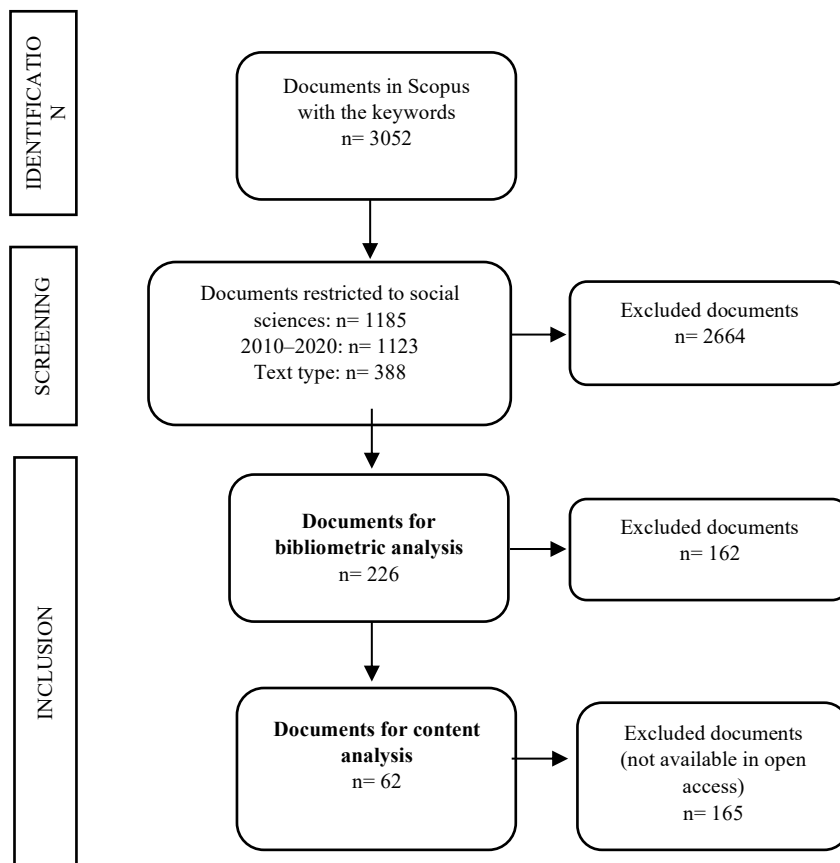 IDENTIFICATIO
N
Documents in Scopus
with the keywords
n= 3052
SCREENING
Documents restricted to social
sciences: n= 1185
2010–2020: n= 1123
Text type: n= 388
Excluded documents
n= 2664
INCLUSION
Documents for
bibliometric analysis
n= 226
Excluded documents
n= 162
Documents for content
analysis
n= 62
Excluded documents
(not available in open
access)
n= 165